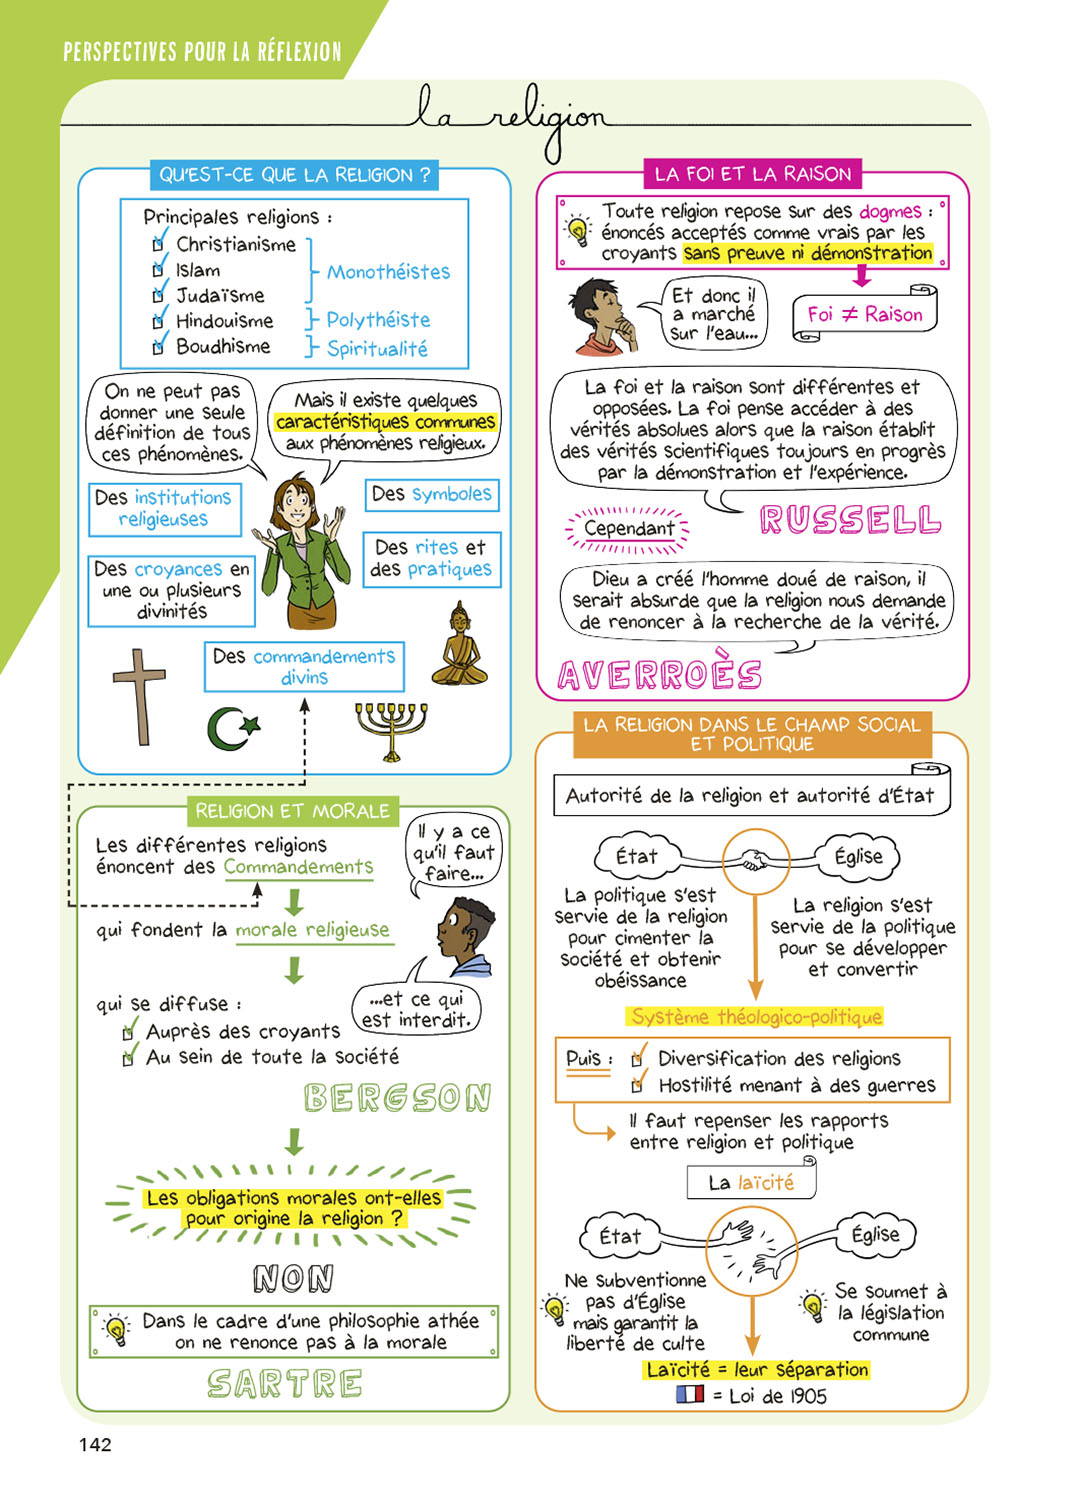 PERSPECTIVES POUR LA RÉFLEXION
la religion
QU'EST-CE QUE LA RELIGION ?
Principales religions :
Christianisme
Islam
Judaïsme
Monothéistes
Hindouisme
Polythéiste
Boudhisme
Spiritualité
On ne peut pas
donner une seule
définition de tous
ces phénomènes.
Mais il existe quelques
caractéristiques communes
aux phénomènes religieux.
Des institutions
religieuses
Des symboles
Des croyances en
une ou plusieurs
divinités
Des rites et
des pratiques
Des commandements
divins
RELIGION ET MORALE
Les différentes religions
énoncent des Commandements
Il y a ce
qu'il faut
faire...
qui fondent la morale religieuse
...et ce qui
est interdit.
qui se diffuse :
Auprès des croyants
Au sein de toute la société
BERGSON
Les obligations morales ont-elles
pour origine la religion ?
NON
Dans le cadre d'une philosophie athée
on ne renonce pas à la morale
SARTRE
LA FOI ET LA RAISON
Toute religion repose sur des dogmes :
énoncés acceptés comme vrais par les
croyants sans preuve ni démonstration
Et donc il
a marché
sur l'eau...
Foi ≠ Raison
La foi et la raison sont différentes et
opposées. La foi pense accéder à des
vérités absolues alors que la raison établit
des vérités scientifiques toujours en progrès
par la démonstration et l'expérience.
RUSSELL
Cependant
Dieu a créé l'homme doué de raison, il
serait absurde que la religion nous demande
de renoncer à la recherche de la vérité.
AVERROÈS
LA RELIGION DANS LE CHAMP SOCIAL
ET POLITIQUE
Autorité de la religion et autorité d'État
État
Église
La politique s'est
servie de la religion
pour cimenter la
société et obtenir
obéissance
La religion s'est
servie de la politique
pour se développer
et convertir
Système théologico-politique
Puis :
Diversification des religions
Hostilité menant à des guerres
Il faut repenser les rapports
entre religion et politique
La laïcité
État
Église
Ne subventionne
pas d'Église
mais garantit la
liberté de culte
Se soumet à
la législation
commune
Laïcité = leur séparation
= Loi de 1905
142